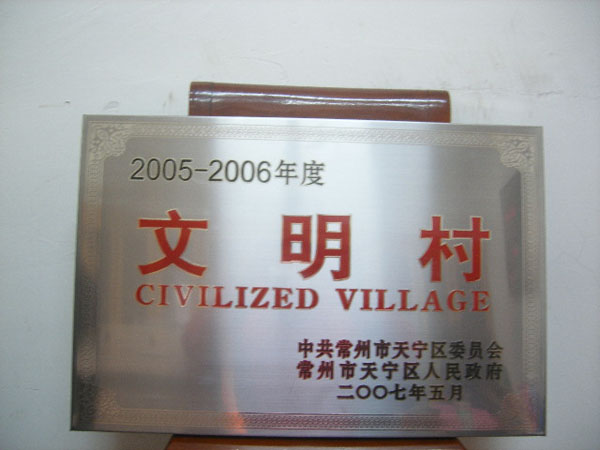 2005-2006年度
文明村
CIVILIZED VILLAGE
中共常州市天宁区委员会
常州市天宁区人民政府
二〇〇七年五月